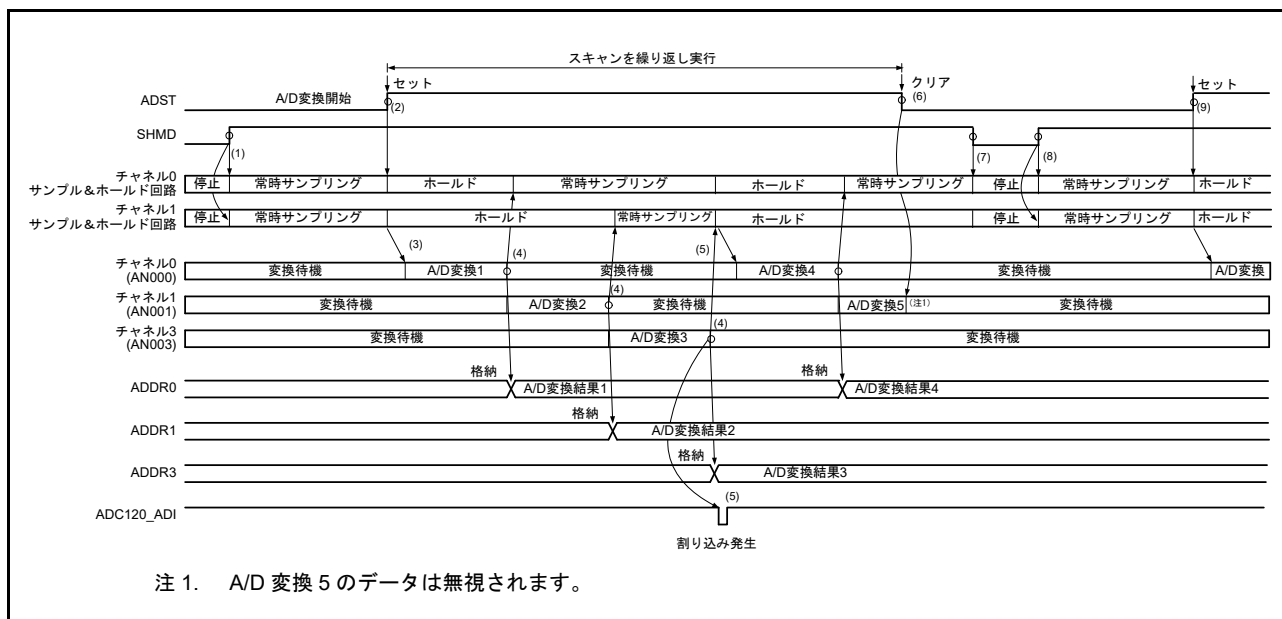 スキャンを繰り返し実行
セット
クリア
セット
ADST
A/D変換開始
(2)
(6)
(9)
SHMD
(1)
(7)
(8)
チャネル0
サンプル&ホールド回路
停止
常時サンプリング
ホールド
常時サンプリング
ホールド
常時サンプリング
停止
常時サンプリング
ホールド
チャネル1
サンプル&ホールド回路
停止
常時サンプリング
ホールド
常時サンプリング
ホールド
停止
常時サンプリング
ホールド
(3)
(4)
(5)
チャネル0
(AN000)
変換待機
A/D変換1
変換待機
A/D変換4
変換待機
A/D変換
チャネル1
(AN001)
変換待機
A/D変換2
(4)
変換待機
A/D変換5
(注1)
変換待機
チャネル3
(AN003)
変換待機
A/D変換3
(4)
変換待機
ADDR0
格納
A/D変換結果1
格納
A/D変換結果4
ADDR1
格納
A/D変換結果2
ADDR3
格納
A/D変換結果3
ADC120_ADI
(5)
割り込み発生
注 1. A/D 変換 5 のデータは無視されます。